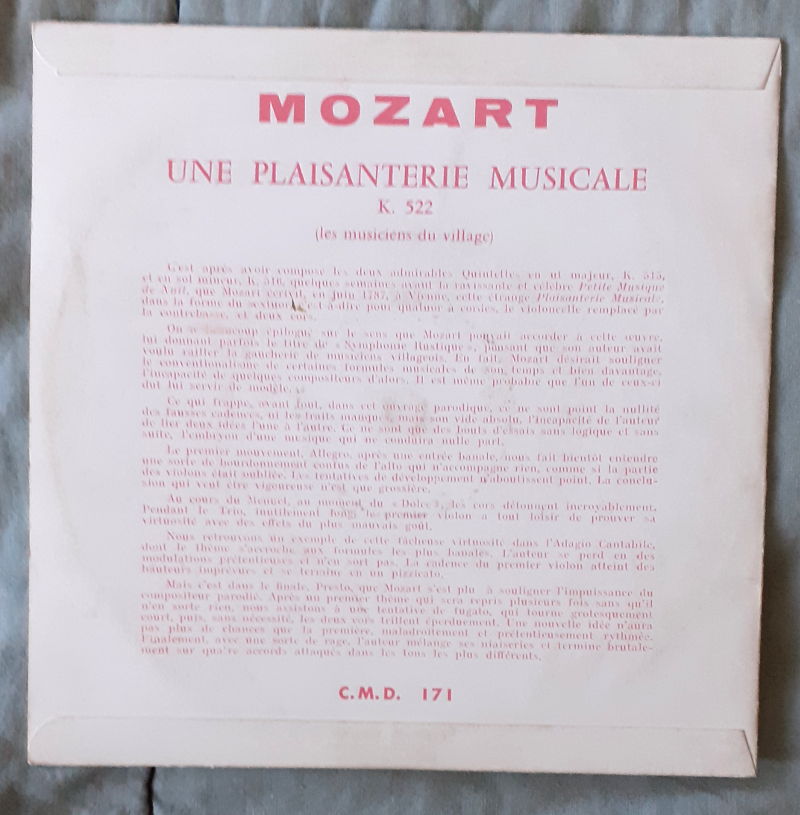 MOZART
UNE PLAISANTERIE MUSICALE
K. 522
(les musiciens du village)
C'est après avoir composé les deux admirables Quintettes en ut majeur, K. 515,
et en sol mineur, K. 516, quelques semaines avant la ravissante et célèbre Petite Musique
de Nuit, que Mozart écrivit, en juin 1787, à Vienne, cette étrange Plaisanterie Musicale,
dans la forme du sextuor, c'est-à-dire pour quatuor à cordes, le violoncelle remplacé par
la contrebasse, et deux cors.
On a beaucoup épilogué sur le sens que Mozart pouvait accorder à cette œuvre,
lui donnant parfois le titre de « Symphonie Rustique », pensant que son auteur avait
voulu railler la gaucherie de musiciens villageois. En fait, Mozart désirait souligner
le conventionalisme de certaines formules musicales de son temps et bien davantage,
l'incapacité de quelques compositeurs d'alors. Il est même probable que l'un de ceux-ci
dut lui servir de modèle.
Ce qui frappe, avant tout, dans cet ouvrage parodique, ce ne sont point la nullité
des fausses cadences, ni les traits manqués, mais son vide absolu, l'incapacité de l'auteur
de lier deux idées l'une à l'autre. Ce ne sont que des bouts d'essais sans logique et sans
suite, l'embryon d'une musique qui ne conduira nulle part.
Le premier mouvement, Allegro, après une entrée banale, nous fait bientôt entendre
une sorte de bourdonnement confus de l'alto qui n'accompagne rien, comme si la partie
des violons était oubliée. Les tentatives de développement n'aboutissent point. La conclu-
sion qui veut être vigoureuse n'est que grossière.
Au cours du Menuet, au moment du « Dolce », les cors détonnent incroyablement.
Pendant le Trio, inutilement long, le premier violon a tout loisir de prouver sa
virtuosité avec des effets du plus mauvais goût.
Nous retrouvons un exemple de cette fâcheuse virtuosité dans l'Adagio Cantabile,
dont le thème s'accroche aux formules les plus banales. L'auteur se perd en des
modulations prétentieuses et n'en sort pas. La cadence du premier violon atteint des
hauteurs imprévues et se termine en un pizzicato.
Mais c'est dans le finale, Presto, que Mozart s'est plu à souligner l'impuissance du
compositeur parodié. Après un premier thème qui sera repris plusieurs fois sans qu'il
n'en sorte rien, nous assistons à une tentative de fugato, qui tourne grotesquement
court, puis, sans nécessité, les deux cors trillent éperduement. Une nouvelle idée n'aura
pas plus de chances que la première, maladroitement et prétentieusement rythmée.
Finalement, avec une sorte de rage, l'auteur mélange ses niaiseries et termine brutale-
ment sur quatre accords attaqués dans les tons les plus différents.
C.M.D. 171